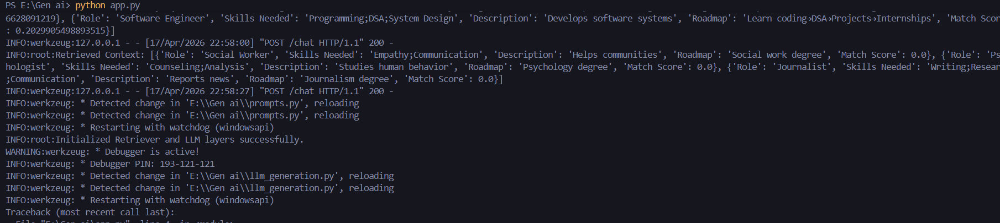 PS E:\Gen ai> python app.py
6628091219}, {'Role': 'Software Engineer', 'Skills Needed': 'Programming;DSA;System Design', 'Description': 'Develops software systems', 'Roadmap': 'Learn coding→DSA→Projects→Internships', 'Match Scor
: 0.2029905498893515}]
INFO:werkzeug:127.0.0.1 - - [17/Apr/2026 22:58:00] "POST /chat HTTP/1.1" 200 -
INFO:root:Retrieved Context: [{'Role': 'Social Worker', 'Skills Needed': 'Empathy;Communication', 'Description': 'Helps communities', 'Roadmap': 'Social work degree', 'Match Score': 0.0}, {'Role': 'Ps
hologist', 'Skills Needed': 'Counseling;Analysis', 'Description': 'Studies human behavior', 'Roadmap': 'Psychology degree', 'Match Score': 0.0}, {'Role': 'Journalist', 'Skills Needed': 'Writing;Resear
;Communication', 'Description': 'Reports news', 'Roadmap': 'Journalism degree', 'Match Score': 0.0}]
INFO:werkzeug:127.0.0.1 - - [17/Apr/2026 22:58:27] "POST /chat HTTP/1.1" 200 -
INFO:werkzeug: * Detected change in 'E:\\Gen ai\\prompts.py', reloading
INFO:werkzeug: * Detected change in 'E:\\Gen ai\\prompts.py', reloading
INFO:werkzeug: * Restarting with watchdog (windowsapi)
INFO:root:Initialized Retriever and LLM layers successfully.
WARNING:werkzeug: * Debugger is active!
INFO:werkzeug: * Debugger PIN: 193-121-121
INFO:werkzeug: * Detected change in 'E:\\Gen ai\\llm_generation.py', reloading
INFO:werkzeug: * Detected change in 'E:\\Gen ai\\llm_generation.py', reloading
INFO:werkzeug: * Restarting with watchdog (windowsapi)
Traceback (most recent call last):
File "E:\Gen ai\app.py", line 4, in <module>